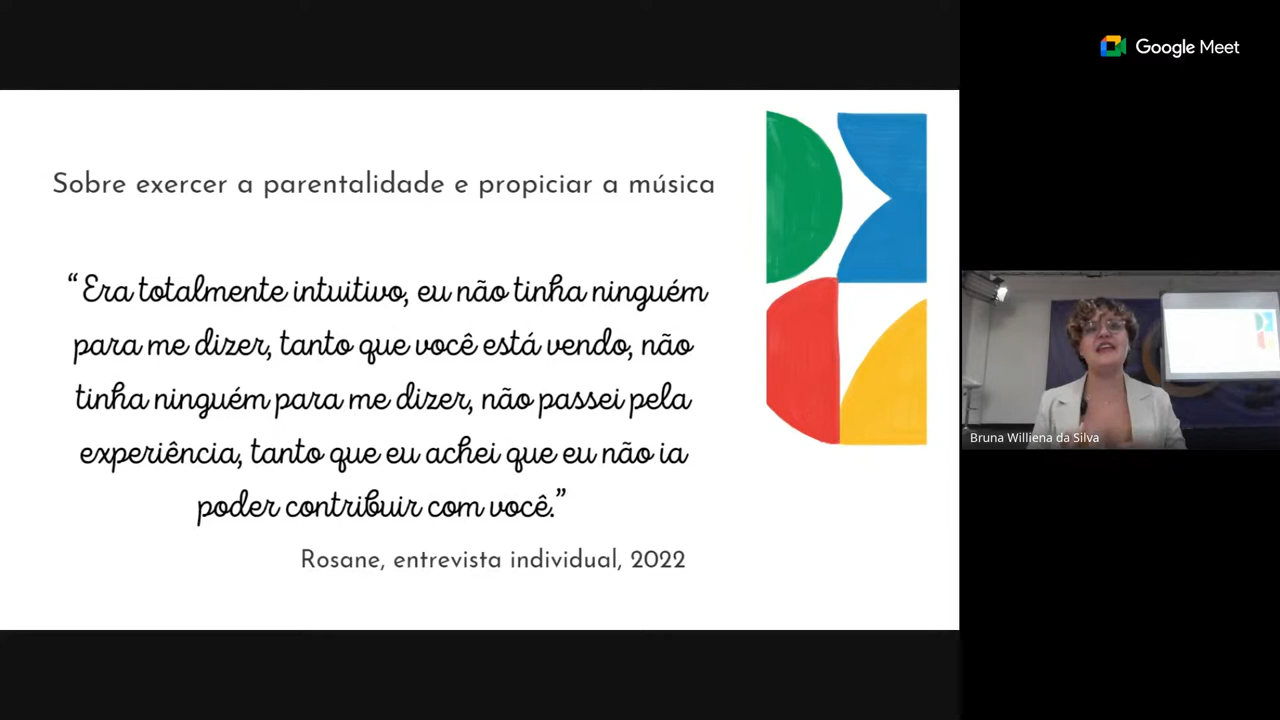 Google Meet
Sobre exercer a parentalidade e propiciar a música
“Era totalmente intuitivo, eu não tinha ninguém
para me dizer, tanto que você está vendo, não
tinha ninguém para me dizer, não passei pela
experiência, tanto que eu achei que eu não ia
poder contribuir com você.”
Rosane, entrevista individual, 2022
Bruna Williena da Silva